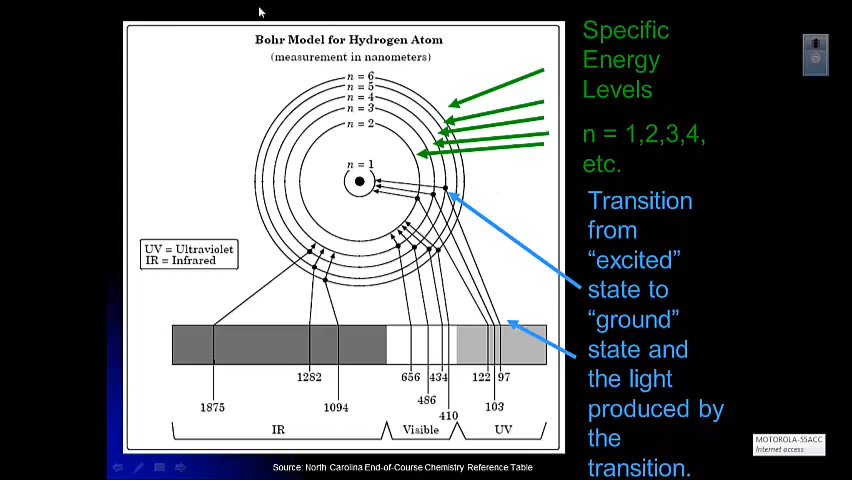 Bohr Model for Hydrogen Atom
(measurement in nanometers)
n = 6
n = 5
n = 4
n = 3
n = 2
n = 1
UV = Ultraviolet
IR = Infrared
1875
1282
1094
656
486
434
410
122
103
97
IR
Visible
UV
Source: North Carolina End-of-Course Chemistry Reference Table
Specific
Energy
Levels
n = 1,2,3,4,
etc.
Transition
from
“excited”
state to
“ground”
state and
the light
produced by
the
transition.
MOTOROLA-55ACC
Internet access